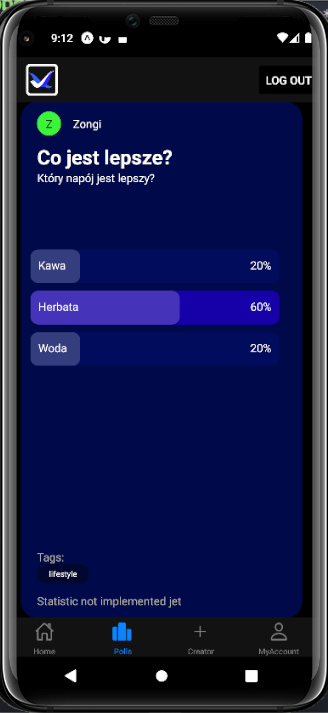 9:12
LOG OUT
Z Zongi
Co jest lepsze?
Który napój jest lepszy?
Kawa 20%
Herbata 60%
Woda 20%
Tags:
lifestyle
Statistic not implemented jet
Home Polls Creator MyAccount